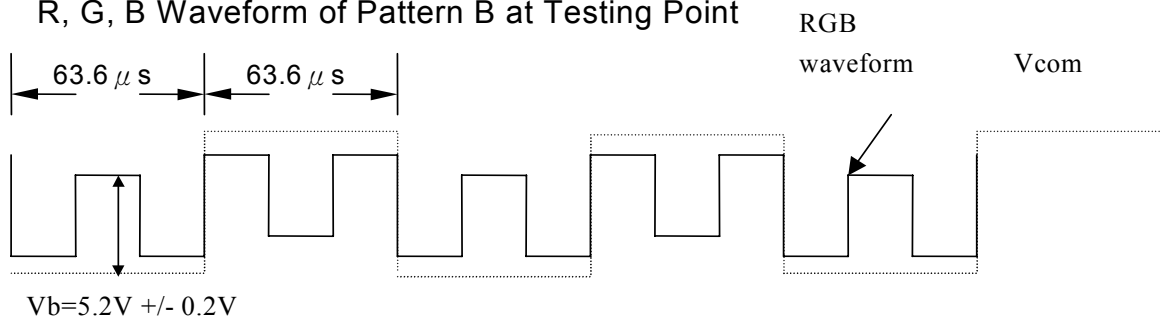 R, G, B Waveform of Pattern B at Testing Point
RGB
waveform
Vcom
63.6 μ s
63.6 μ s
Vb=5.2V +/- 0.2V